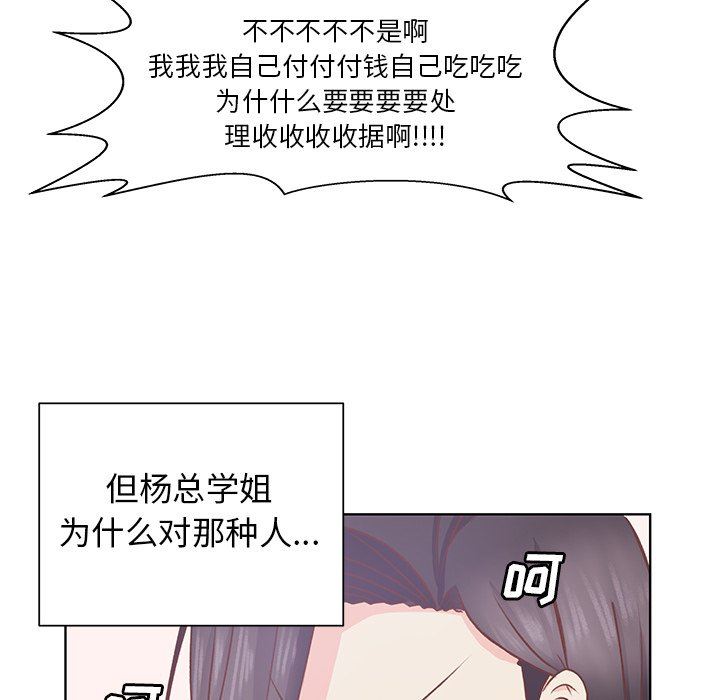 不不不不不是啊
我我我自己付付付钱自己吃吃吃
为什什么要要要要处
理收收收收据啊!!!!
但杨总学姐
为什么对那种人...
呵
呵